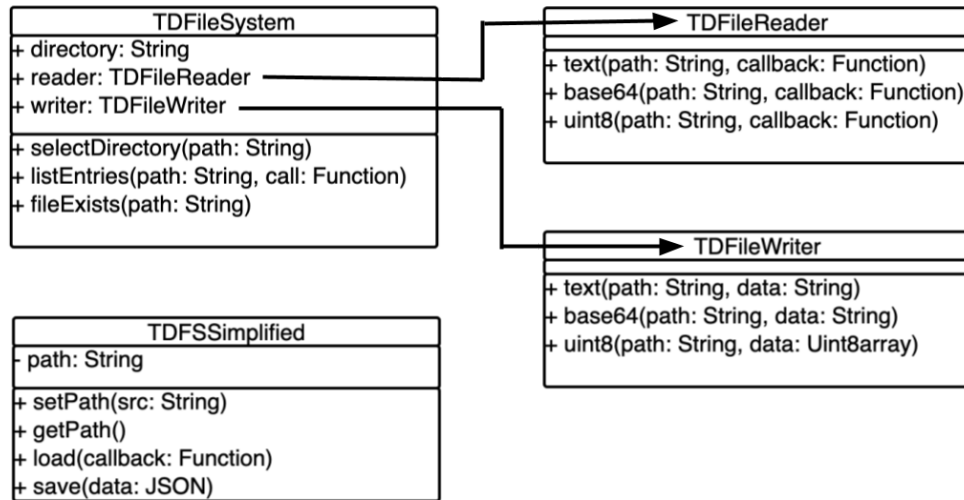 TDFileSystem
+ directory: String
+ reader: TDFileReader
+ writer: TDFileWriter
+ selectDirectory(path: String)
+ listEntries(path: String, call: Function)
+ fileExists(path: String)
TDFileReader
+ text(path: String, callback: Function)
+ base64(path: String, callback: Function)
+ uint8(path: String, callback: Function)
TDFileWriter
+ text(path: String, data: String)
+ base64(path: String, data: String)
+ uint8(path: String, data: Uint8array)
TDFSSimplified
- path: String
+ setPath(src: String)
+ getPath()
+ load(callback: Function)
+ save(data: JSON)